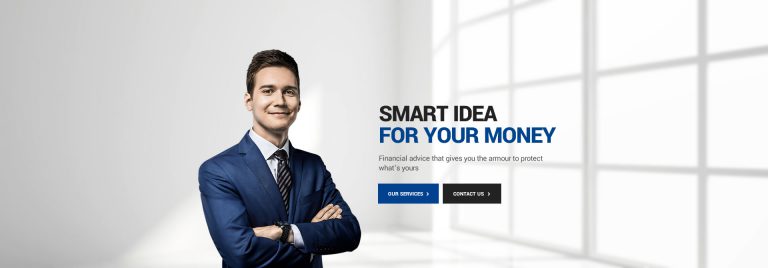 SMART IDEA
FOR YOUR MONEY
Financial advice that gives you the armour to protect
what's yours
OUR SERVICES >
CONTACT US >